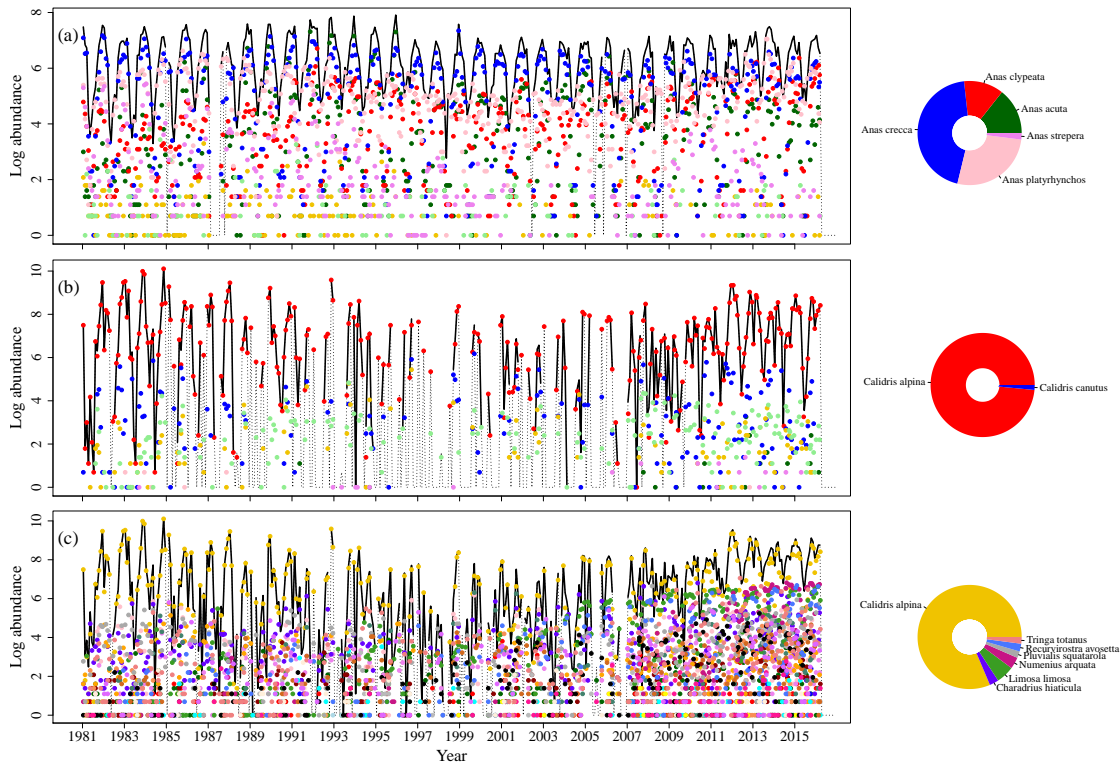 (a)
Log abundance
0
2
4
6
8
Anas clypeata
Anas acuta
Anas crecca
Anas strepera
Anas platyrhynchos
(b)
Log abundance
0
2
4
6
8
10
Calidris alpina
Calidris canutus
(c)
Log abundance
0
2
4
6
8
10
Calidris alpina
Tringa totanus
Recurvirostra avosetta
Pluvialis squatarola
Numenius arquata
Limosa limosa
Charadrius hiaticula
1981 1983 1985 1987 1989 1991 1993 1995 1997 1999 2001 2003 2005 2007 2009 2011 2013 2015
Year